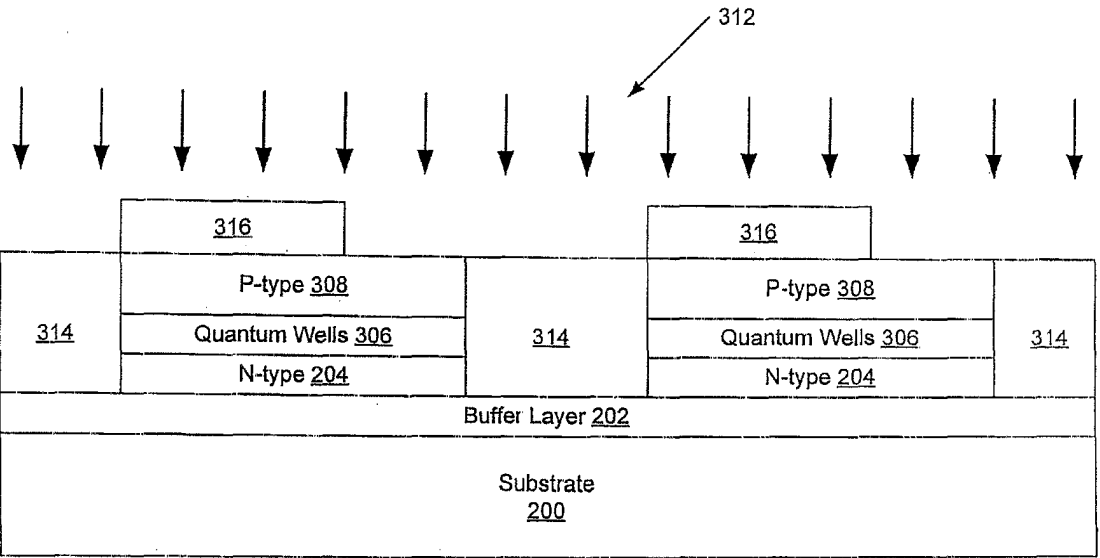 312
316
316
P-type 308
P-type 308
314
Quantum Wells 306
314
Quantum Wells 306
314
N-type 204
N-type 204
Buffer Layer 202
Substrate
200